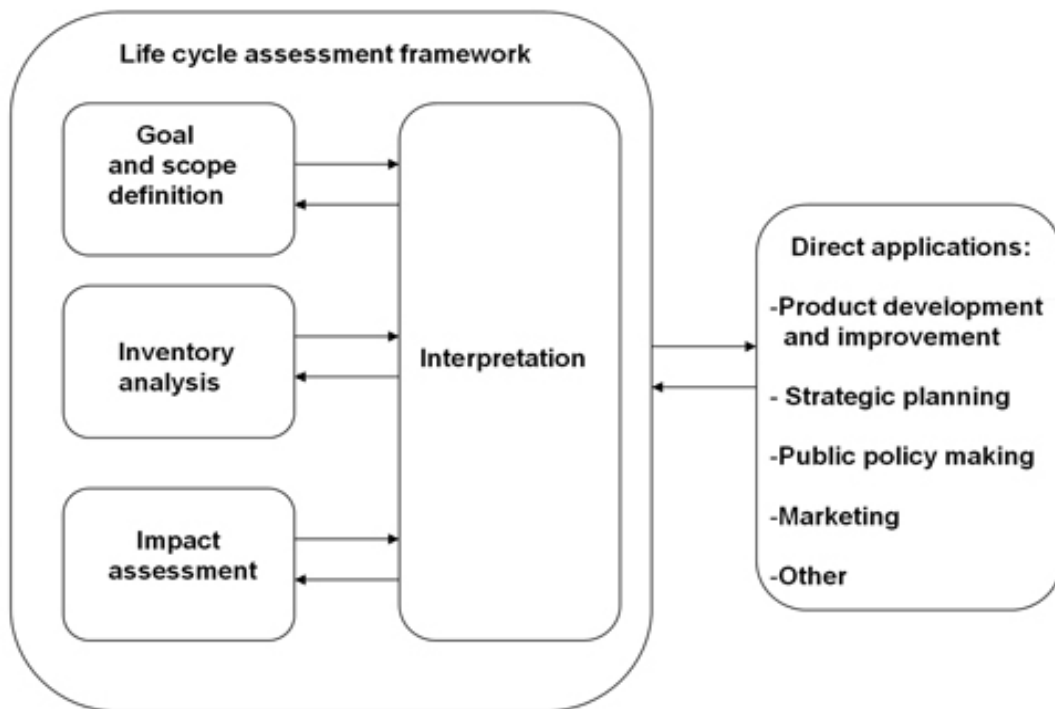 Life cycle assessment framework
Goal
and scope
definition
Inventory
analysis
Impact
assessment
Interpretation
Direct applications:
-Product development
and improvement
- Strategic planning
-Public policy making
-Marketing
-Other